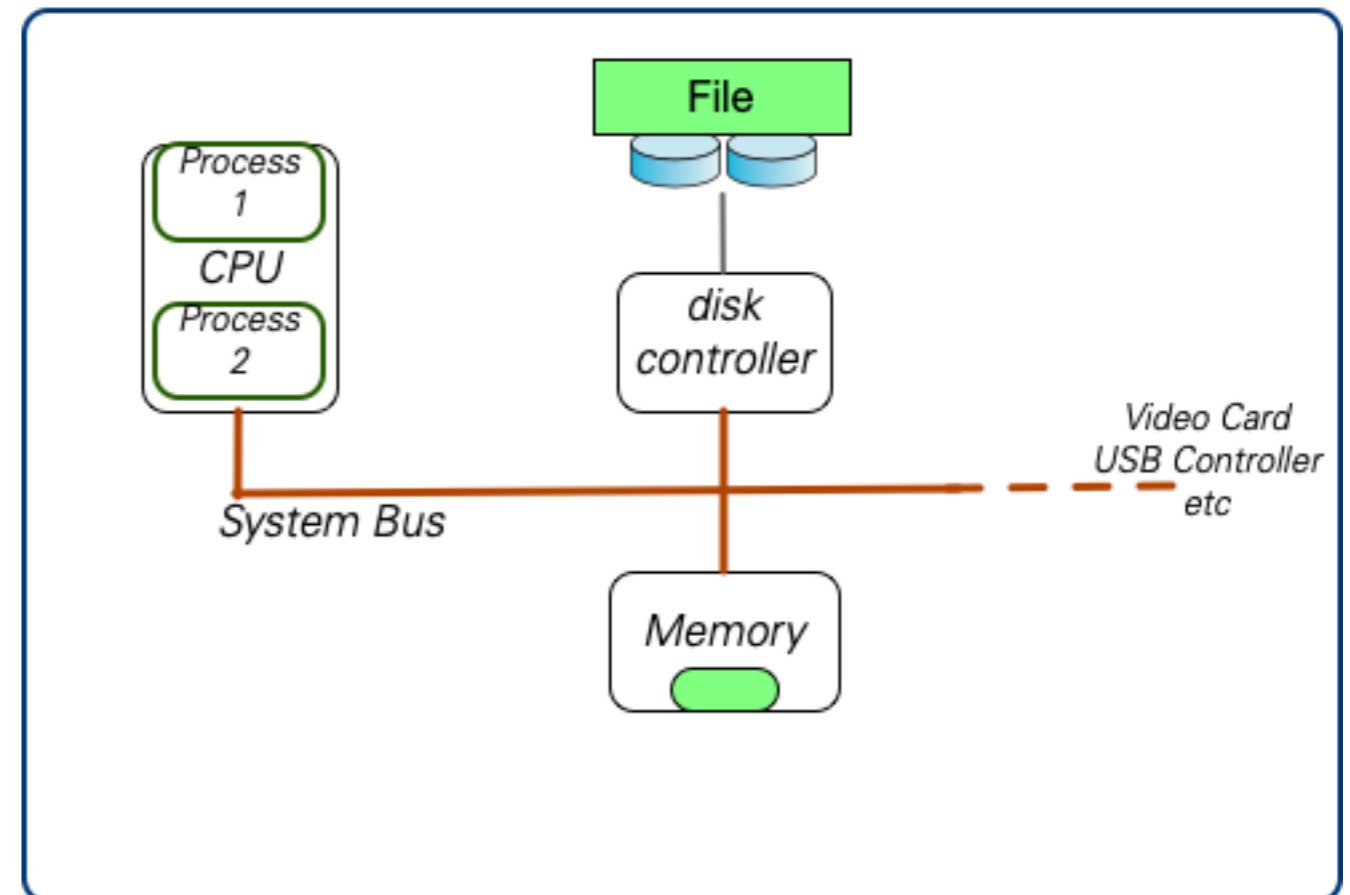 File
Process
1
CPU
Process
2
disk
controller
Video Card
USB Controller
etc
System Bus
Memory